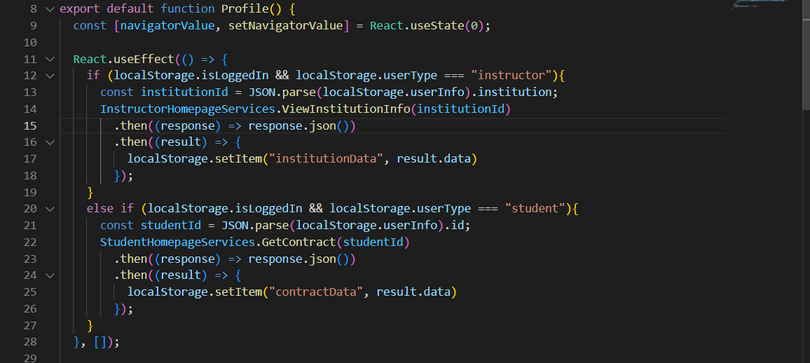 8 export default function Profile() {
9 const [navigatorValue, setNavigatorValue] = React.useState(0);
10
11 React.useEffect(() => {
12 if (localStorage.isLoggedIn && localStorage.userType === "instructor"){
13 const institutionId = JSON.parse(localStorage.userInfo).institution;
14 InstructorHomepageServices.ViewInstitutionInfo(institutionId)
15 .then((response) => response.json())
16 .then((result) => {
17 localStorage.setItem("institutionData", result.data)
18 });
19 }
20 else if (localStorage.isLoggedIn && localStorage.userType === "student"){
21 const studentId = JSON.parse(localStorage.userInfo).id;
22 StudentHomepageServices.GetContract(studentId)
23 .then((response) => response.json())
24 .then((result) => {
25 localStorage.setItem("contractData", result.data)
26 });
27 }
28 }, []);
29